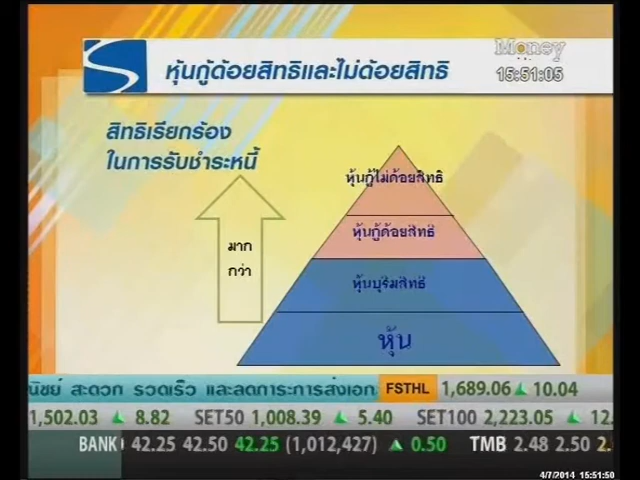 หุ้นกู้ด้อยสิทธิและไม่ด้อยสิทธิ
Money
15:51:05
สิทธิเรียกร้อง
ในการรับชำระหนี้
มาก
กว่า
หุ้นกู้ไม่ด้อยสิทธิ
หุ้นกู้ด้อยสิทธิ
หุ้นบุริมสิทธิ
หุ้น
สะดวก รวดเร็ว และลดภาระการส่งเอก FSTHL 1,689.06 ▲ 10.04
1,502.03 ▲ 8.82 SET50 1,008.39 ▲ 5.40 SET100 2,223.05 ▲ 12.
BANK 42.25 42.50 42.25 (1,012,427) ▲ 0.50 TMB 2.48 2.50 2.
4/7/2014 15:51:50